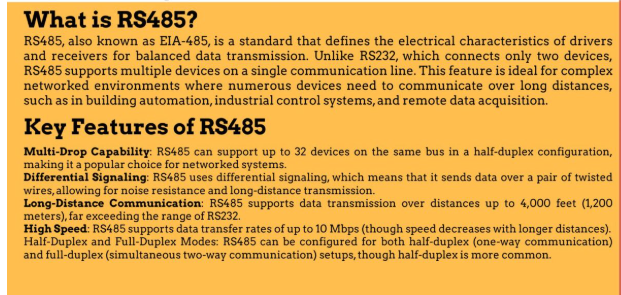 What is RS485?
RS485, also known as EIA-485, is a standard that defines the electrical characteristics of drivers
and receivers for balanced data transmission. Unlike RS232, which connects only two devices,
RS485 supports multiple devices on a single communication line. This feature is ideal for complex
networked environments where numerous devices need to communicate over long distances,
such as in building automation, industrial control systems, and remote data acquisition.
Key Features of RS485
Multi-Drop Capability: RS485 can support up to 32 devices on the same bus in a half-duplex configuration,
making it a popular choice for networked systems.
Differential Signaling: RS485 uses differential signaling, which means that it sends data over a pair of twisted
wires, allowing for noise resistance and long-distance transmission.
Long-Distance Communication: RS485 supports data transmission over distances up to 4,000 feet (1,200
meters), far exceeding the range of RS232.
High Speed: RS485 supports data transfer rates of up to 10 Mbps (though speed decreases with longer distances).
Half-Duplex and Full-Duplex Modes: RS485 can be configured for both half-duplex (one-way communication)
and full-duplex (simultaneous two-way communication) setups, though half-duplex is more common.